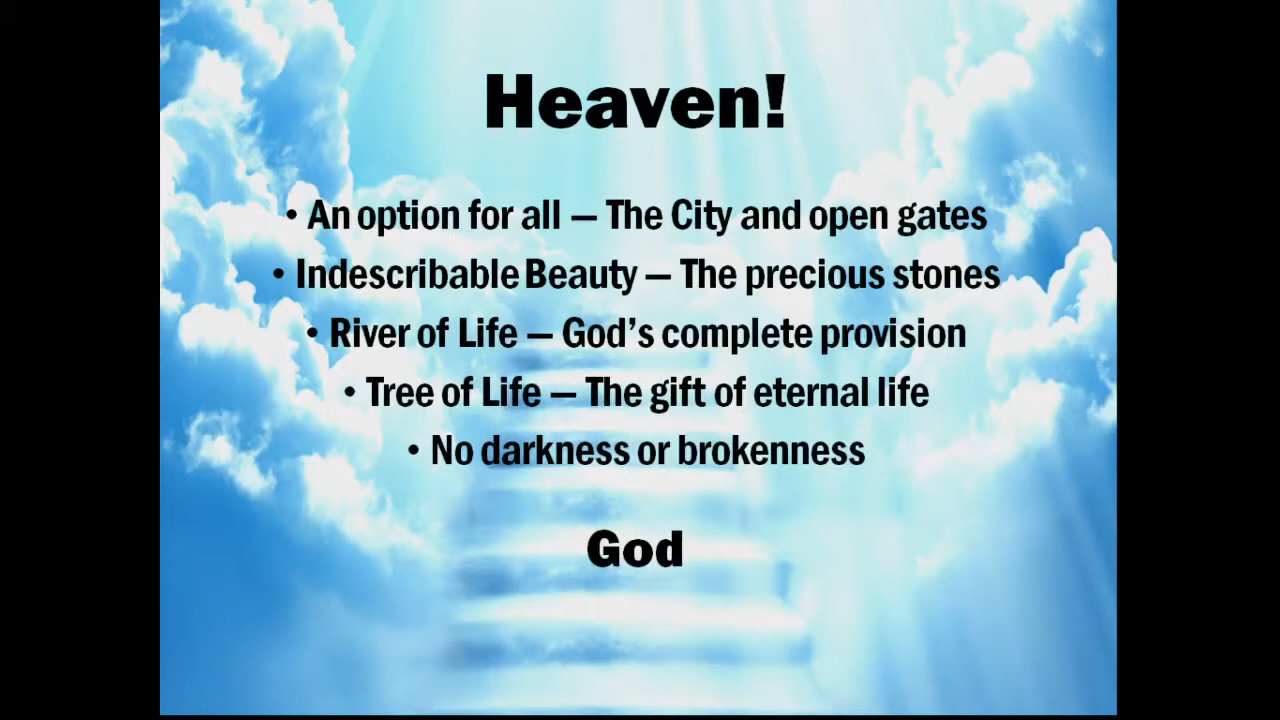 Heaven!
• An option for all – The City and open gates
• Indescribable Beauty – The precious stones
• River of Life – God’s complete provision
• Tree of Life – The gift of eternal life
• No darkness or brokenness
God